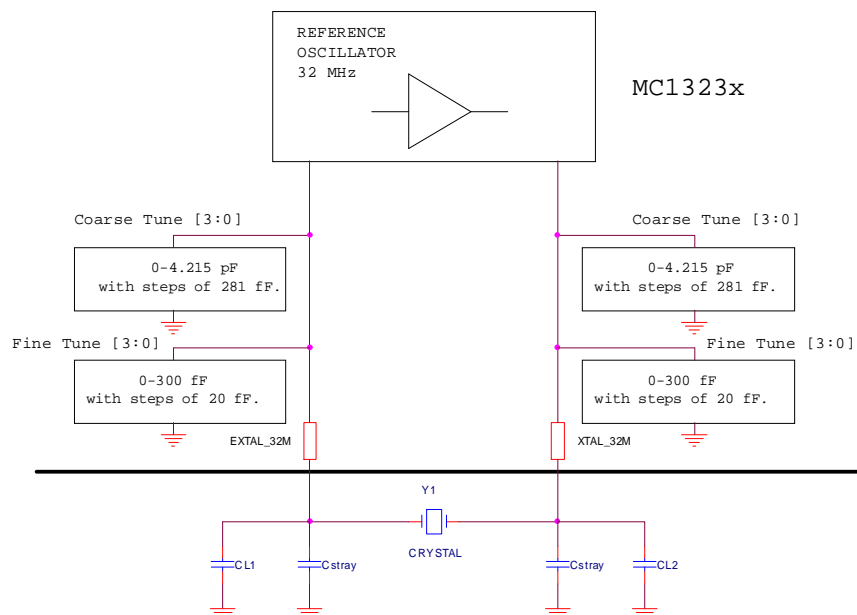 REFERENCE
OSCILLATOR
32 MHz
MC1323x
Coarse Tune [3:0]
Coarse Tune [3:0]
0-4.215 pF
with steps of 281 fF.
0-4.215 pF
with steps of 281 fF.
Fine Tune [3:0]
Fine Tune [3:0]
0-300 fF
with steps of 20 fF.
0-300 fF
with steps of 20 fF.
EXTAL_32M
XTAL_32M
Y1
CRYSTAL
CL1
Cstray
Cstray
CL2